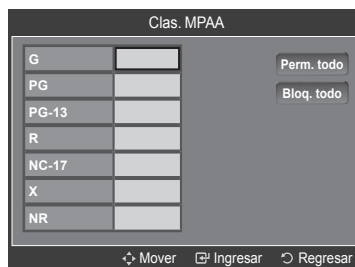 Clas. MPAA
G
PG
PG-13
R
NC-17
X
NR
Perm. todo
Bloq. todo
Mover Ingresar Regresar